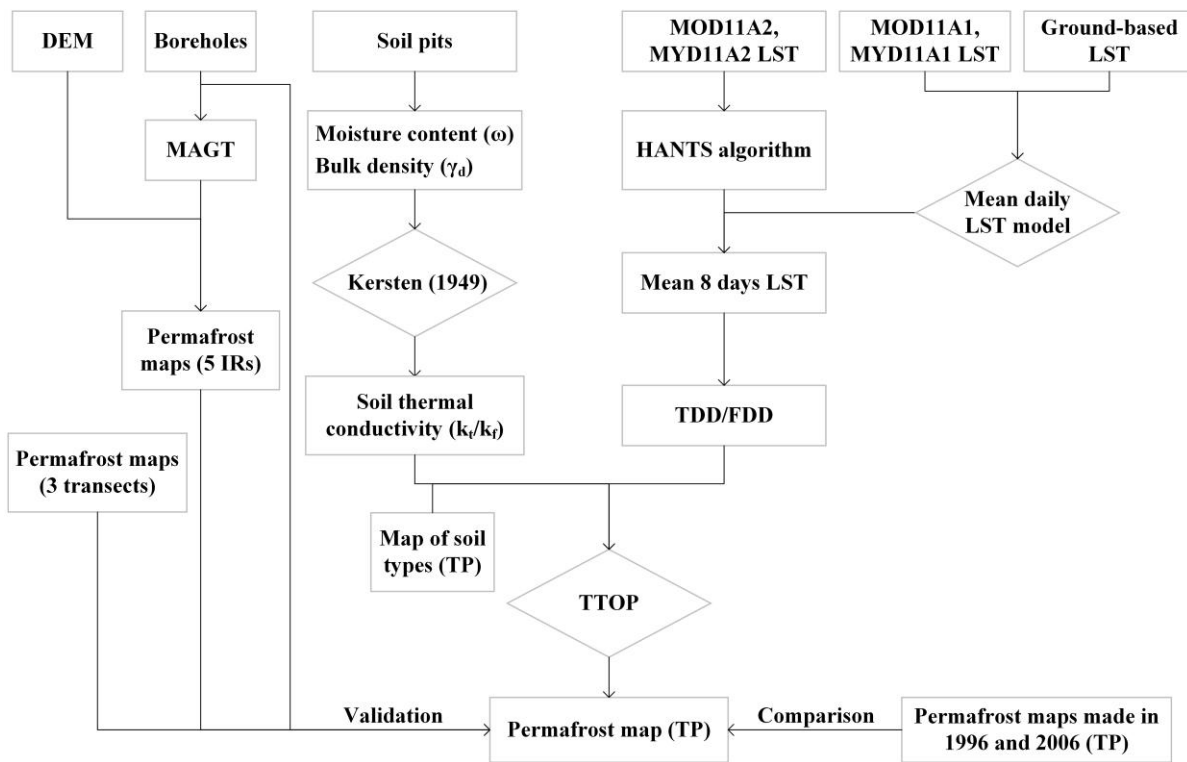 DEM
Boreholes
Soil pits
MOD11A2,
MYD11A2 LST
MOD11A1,
MYD11A1 LST
Ground-based
LST
MAGT
Moisture content (ω)
Bulk density (γd)
HANTS algorithm
Mean daily
LST model
Kersten (1949)
Mean 8 days LST
Permafrost
maps (5 IRs)
Soil thermal
conductivity (kt/kf)
TDD/FDD
Permafrost maps
(3 transects)
Map of soil
types (TP)
TTOP
Validation
Permafrost map (TP)
Comparison
Permafrost maps made in
1996 and 2006 (TP)